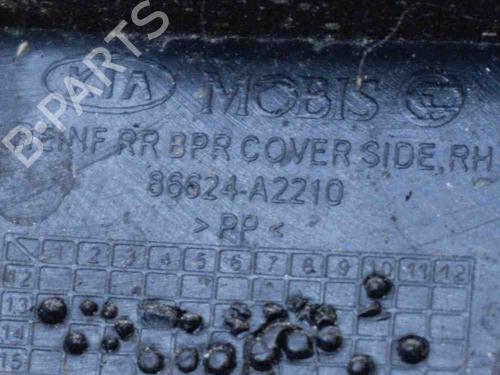 B-PARTS
KIA MOBIS
REINF RR BPR COVER SIDE, RH
86624-A2210
> PP <
1 2 3 4 5 6 7 8 9 10 11 12
12
13
14
15